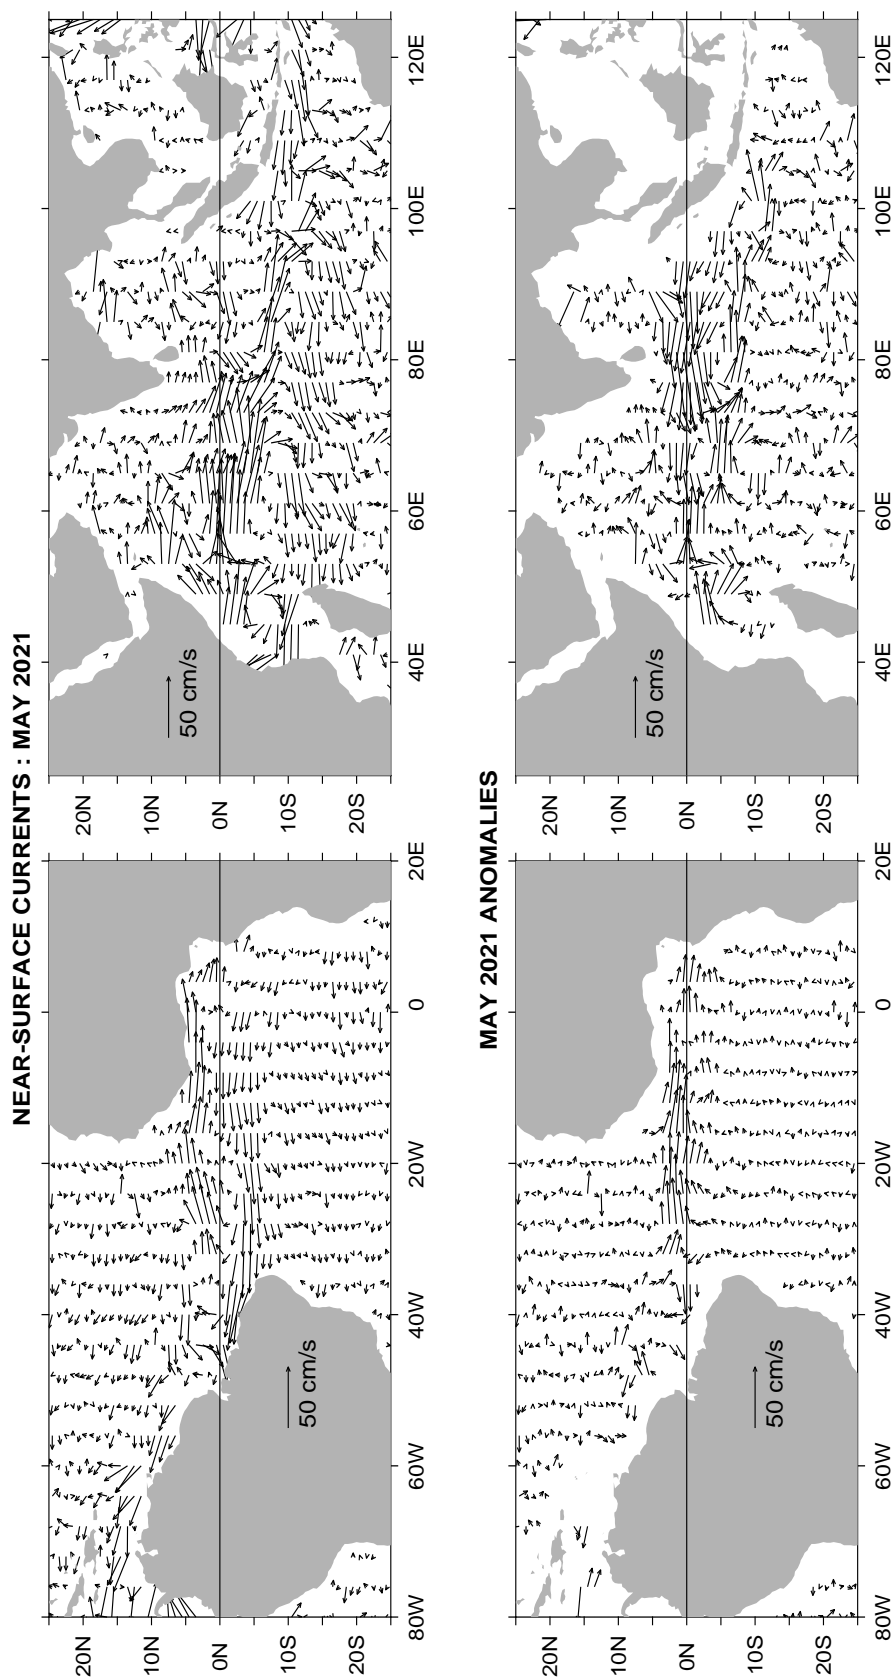 NEAR-SURFACE CURRENTS : MAY 2021
20N
10N
0N
10S
20S
50 cm/s
80W 60W 40W 20W 0 20E
20N
10N
0N
10S
20S
50 cm/s
40E 60E 80E 100E 120E
MAY 2021 ANOMALIES
20N
10N
0N
10S
20S
50 cm/s
80W 60W 40W 20W 0 20E
20N
10N
0N
10S
20S
50 cm/s
40E 60E 80E 100E 120E